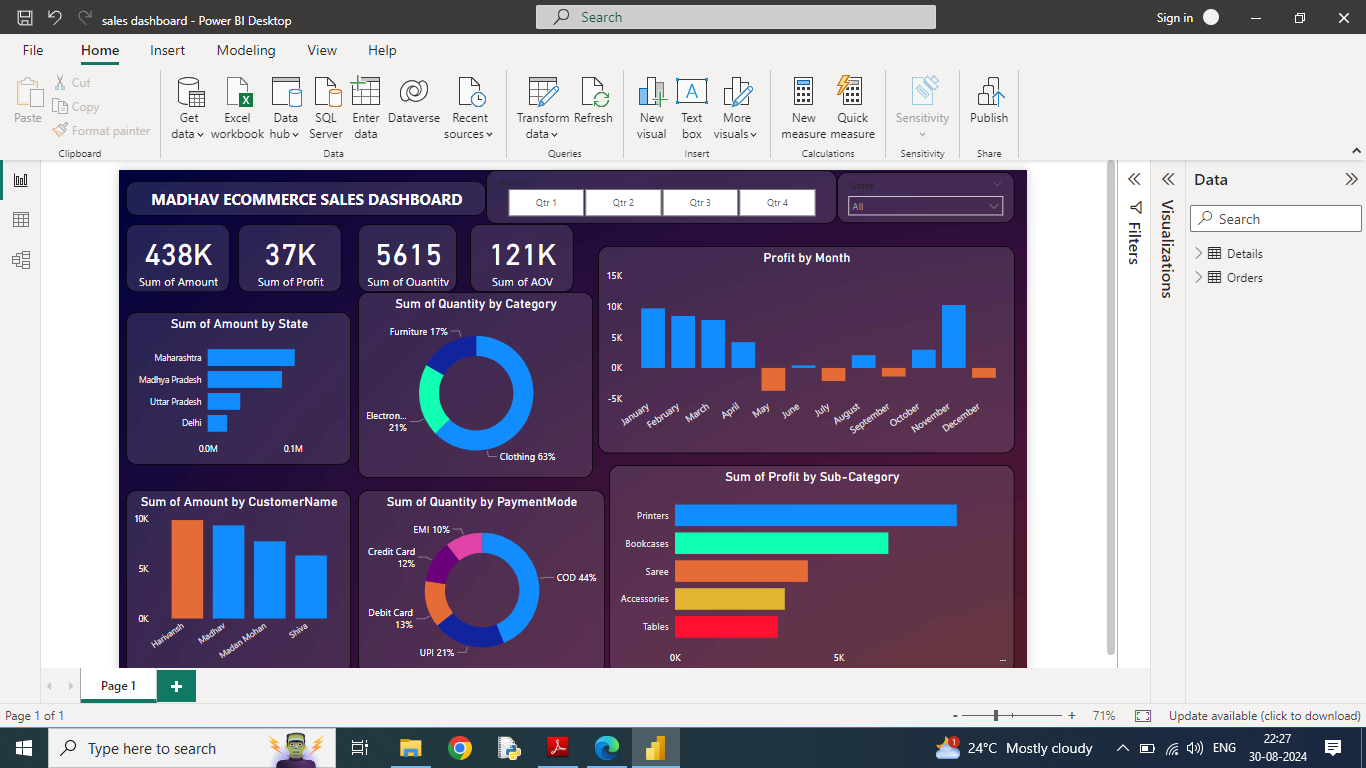 sales dashboard - Power BI Desktop
Search
Sign in
File Home Insert Modeling View Help
Paste
Cut
Copy
Format painter
Clipboard
Get data
Excel workbook
Data hub
SQL Server
Enter data
Dataverse
Recent sources
Data
Transform data
Refresh
Queries
New visual
Text box
More visuals
Insert
New measure
Quick measure
Calculations
Sensitivity
Sensitivity
Publish
Share
MADHAV ECOMMERCE SALES DASHBOARD
Qtr 1 Qtr 2 Qtr 3 Qtr 4
State
All
438K
Sum of Amount
37K
Sum of Profit
5615
Sum of Quantity
121K
Sum of AOV
Sum of Amount by State
Maharashtra
Madhya Pradesh
Uttar Pradesh
Delhi
0.0M 0.1M
Sum of Quantity by Category
Furniture 17%
Electron...
21%
Clothing 63%
Profit by Month
15K
10K
5K
0K
-5K
January February March April May June July August September October November December
Sum of Amount by CustomerName
10K
5K
0K
Harivansh Madhav Madan Mohan Shiva
Sum of Quantity by PaymentMode
EMI 10%
Credit Card
12%
COD 44%
Debit Card
13%
UPI 21%
Sum of Profit by Sub-Category
Printers
Bookcases
Saree
Accessories
Tables
0K 5K ...
Filters
Visualizations
Data
Search
Details
Orders
Page 1
+
Page 1 of 1
- + 71%
Update available (click to download)
Type here to search
1
24°C Mostly cloudy
ENG
22:27
30-08-2024